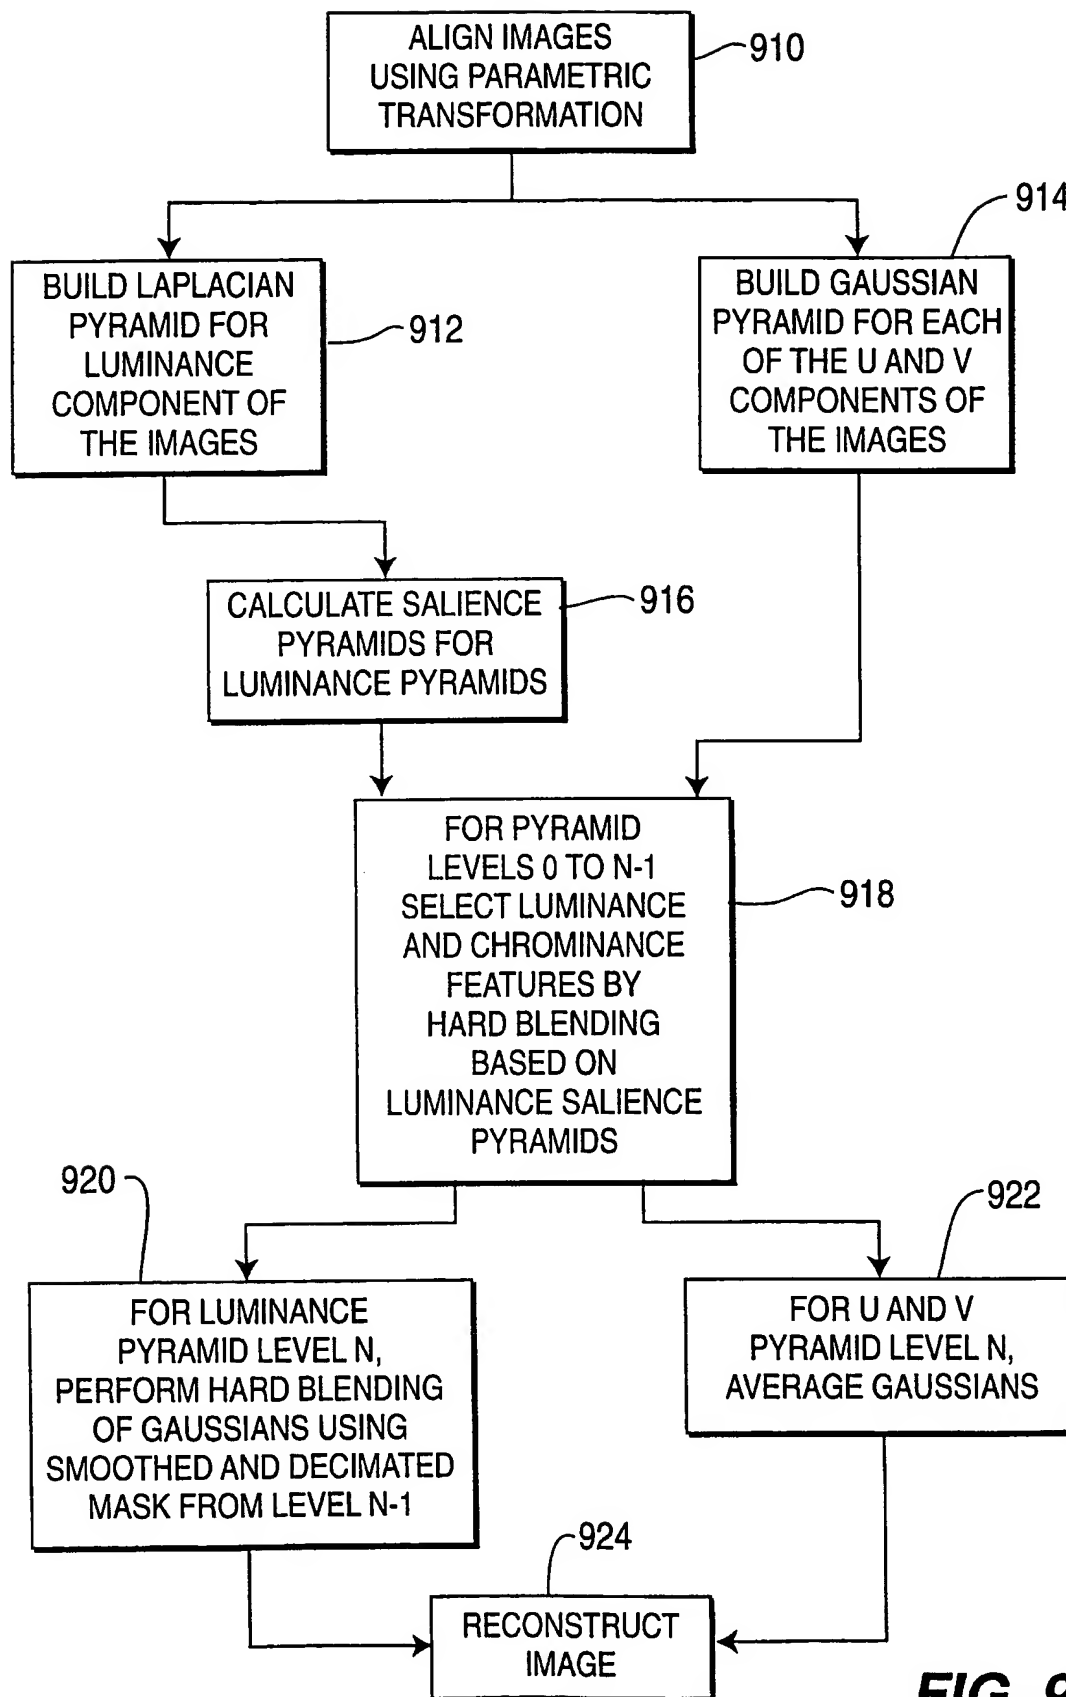 ALIGN IMAGES
USING PARAMETRIC
TRANSFORMATION
910
914
BUILD LAPLACIAN
PYRAMID FOR
LUMINANCE
COMPONENT OF
THE IMAGES
912
BUILD GAUSSIAN
PYRAMID FOR EACH
OF THE U AND V
COMPONENTS OF
THE IMAGES
CALCULATE SALIENCE
PYRAMIDS FOR
LUMINANCE PYRAMIDS
916
FOR PYRAMID
LEVELS 0 TO N-1
SELECT LUMINANCE
AND CHROMINANCE
FEATURES BY
HARD BLENDING
BASED ON
LUMINANCE SALIENCE
PYRAMIDS
918
920
922
FOR LUMINANCE
PYRAMID LEVEL N,
PERFORM HARD BLENDING
OF GAUSSIANS USING
SMOOTHED AND DECIMATED
MASK FROM LEVEL N-1
FOR U AND V
PYRAMID LEVEL N,
AVERAGE GAUSSIANS
924
RECONSTRUCT
IMAGE
FIG. 9